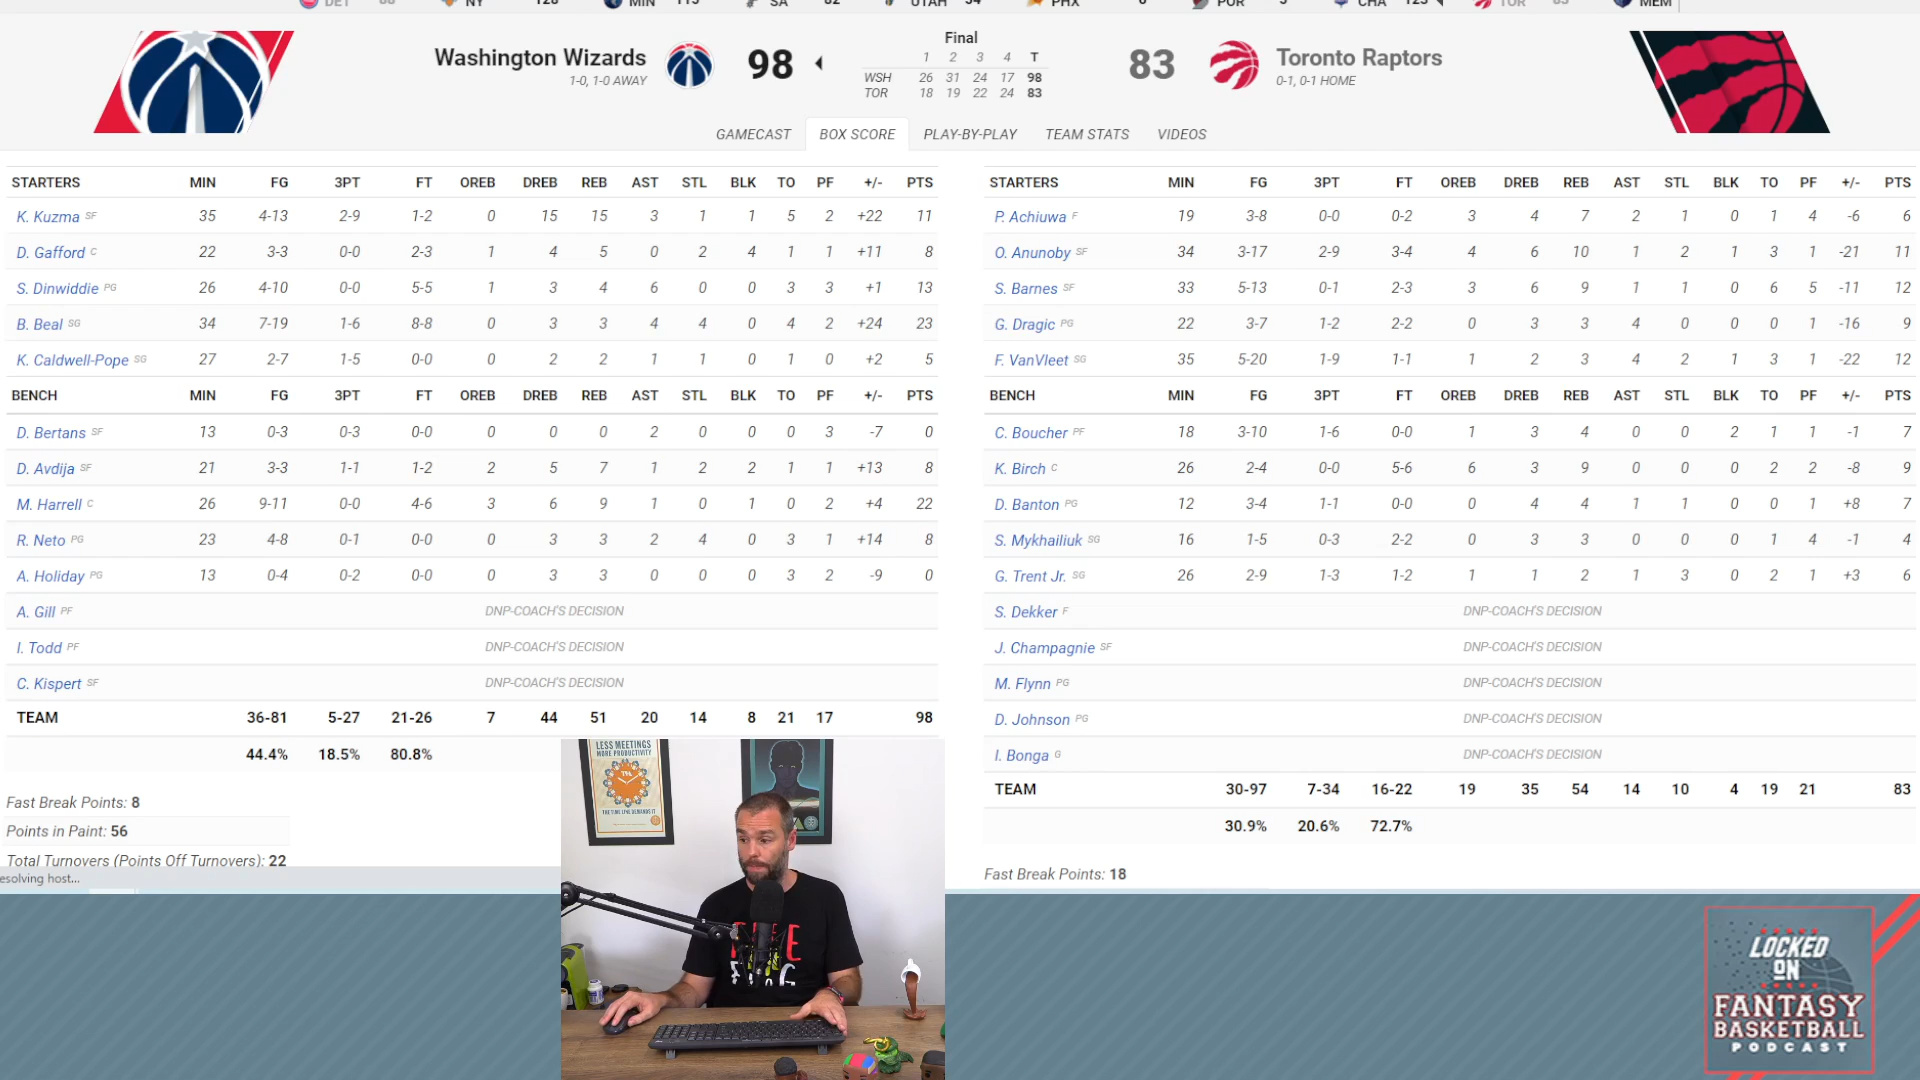 DET 88 NY 128 MIN 115 SA 82 UTAH 54 PHX 6 POR 5 CHA 123 TOR 83 MEM
Final
Washington Wizards 98 83 Toronto Raptors
1-0, 1-0 AWAY 0-1, 0-1 HOME
1 2 3 4 T
WSH 26 31 24 17 98
TOR 18 19 22 24 83
GAMECAST BOX SCORE PLAY-BY-PLAY TEAM STATS VIDEOS
STARTERS MIN FG 3PT FT OREB DREB REB AST STL BLK TO PF +/- PTS
K. Kuzma SF 35 4-13 2-9 1-2 0 15 15 3 1 1 5 2 +22 11
D. Gafford C 22 3-3 0-0 2-3 1 4 5 0 2 4 1 1 +11 8
S. Dinwiddie PG 26 4-10 0-0 5-5 1 3 4 6 0 0 3 3 +1 13
B. Beal SG 34 7-19 1-6 8-8 0 3 3 4 4 0 4 2 +24 23
K. Caldwell-Pope SG 27 2-7 1-5 0-0 0 2 2 1 1 0 1 0 +2 5
BENCH MIN FG 3PT FT OREB DREB REB AST STL BLK TO PF +/- PTS
D. Bertans SF 13 0-3 0-3 0-0 0 0 0 2 0 0 0 3 -7 0
D. Avdija SF 21 3-3 1-1 1-2 2 5 7 1 2 2 1 1 +13 8
M. Harrell C 26 9-11 0-0 4-6 3 6 9 1 0 1 0 2 +4 22
R. Neto PG 23 4-8 0-1 0-0 0 3 3 2 4 0 3 1 +14 8
A. Holiday PG 13 0-4 0-2 0-0 0 3 3 0 0 0 3 2 -9 0
A. Gill PF DNP-COACH'S DECISION
I. Todd PF DNP-COACH'S DECISION
C. Kispert SF DNP-COACH'S DECISION
TEAM 36-81 5-27 21-26 7 44 51 20 14 8 21 17 98
44.4% 18.5% 80.8%
Fast Break Points: 8
Points in Paint: 56
Total Turnovers (Points Off Turnovers): 22
esolving host...
STARTERS MIN FG 3PT FT OREB DREB REB AST STL BLK TO PF +/- PTS
P. Achiuwa F 19 3-8 0-0 0-2 3 4 7 2 1 0 1 4 -6 6
O. Anunoby SF 34 3-17 2-9 3-4 4 6 10 1 2 1 3 1 -21 11
S. Barnes SF 33 5-13 0-1 2-3 3 6 9 1 1 0 6 5 -11 12
G. Dragic PG 22 3-7 1-2 2-2 0 3 3 4 0 0 0 1 -16 9
F. VanVleet SG 35 5-20 1-9 1-1 1 2 3 4 2 1 3 1 -22 12
BENCH MIN FG 3PT FT OREB DREB REB AST STL BLK TO PF +/- PTS
C. Boucher PF 18 3-10 1-6 0-0 1 3 4 0 0 2 1 1 -1 7
K. Birch C 26 2-4 0-0 5-6 6 3 9 0 0 0 2 2 -8 9
D. Banton PG 12 3-4 1-1 0-0 0 4 4 1 1 0 0 1 +8 7
S. Mykhailiuk SG 16 1-5 0-3 2-2 0 3 3 0 0 0 1 4 -1 4
G. Trent Jr. SG 26 2-9 1-3 1-2 1 1 2 1 3 0 2 1 +3 6
S. Dekker F DNP-COACH'S DECISION
J. Champagnie SF DNP-COACH'S DECISION
M. Flynn PG DNP-COACH'S DECISION
D. Johnson PG DNP-COACH'S DECISION
I. Bonga G DNP-COACH'S DECISION
TEAM 30-97 7-34 16-22 19 35 54 14 10 4 19 21 83
30.9% 20.6% 72.7%
Fast Break Points: 18
LESS MEETINGS
MORE PRODUCTIVITY
LOCKED
ON
FANTASY
BASKETBALL
PODCAST